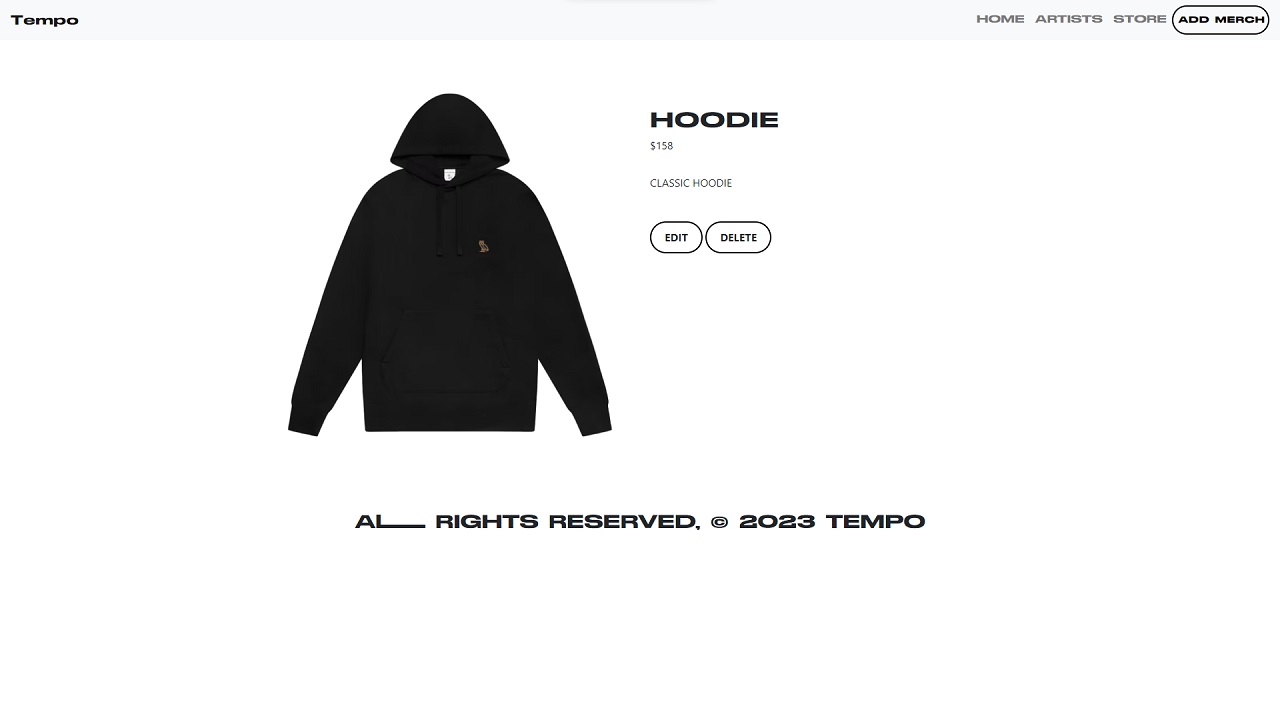 Tempo
HOME ARTISTS STORE ADD MERCH
HOODIE
$158
CLASSIC HOODIE
EDIT DELETE
ALL RIGHTS RESERVED, © 2023 TEMPO